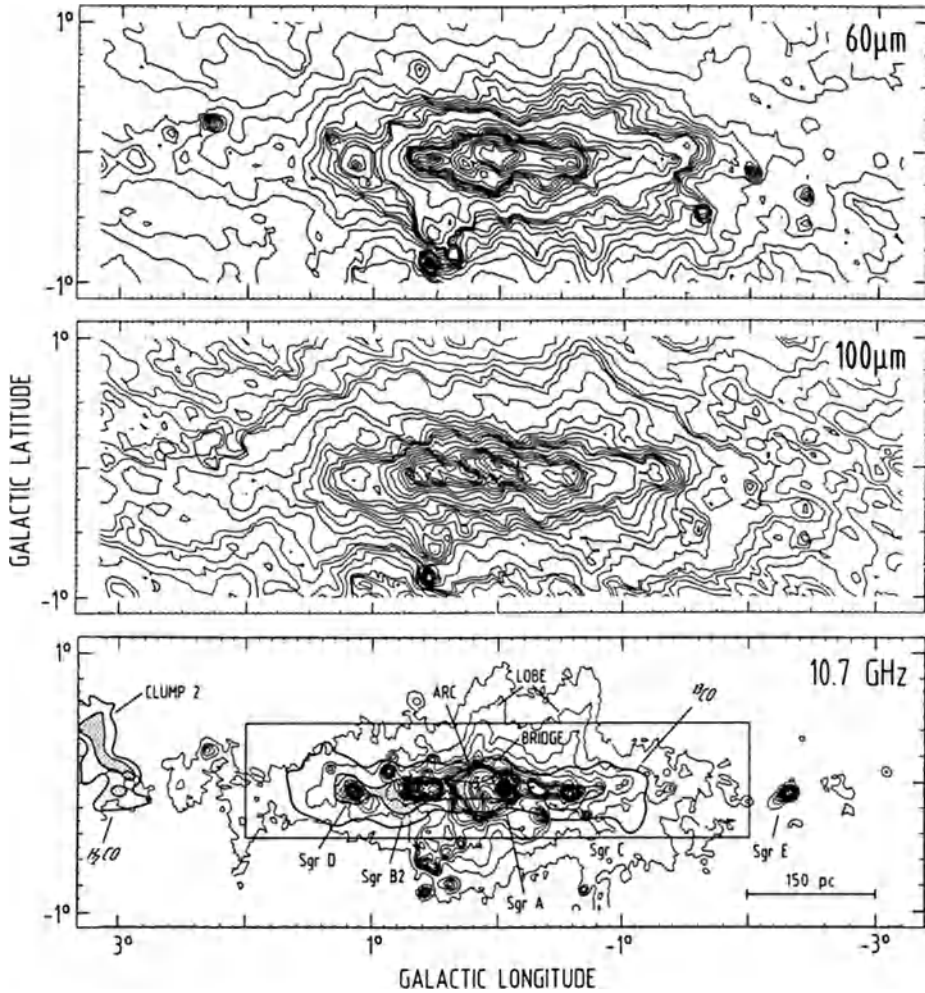 1°
60μm
-1°
1°
100μm
-1°
GALACTIC LATITUDE
1°
10.7 GHz
CLUMP 2
LOBE
ARC
BRIDGE
H₂CO
Sgr D
Sgr B2
Sgr A
Sgr C
Sgr E
150 pc
-1°
3°
1°
-1°
-3°
GALACTIC LONGITUDE